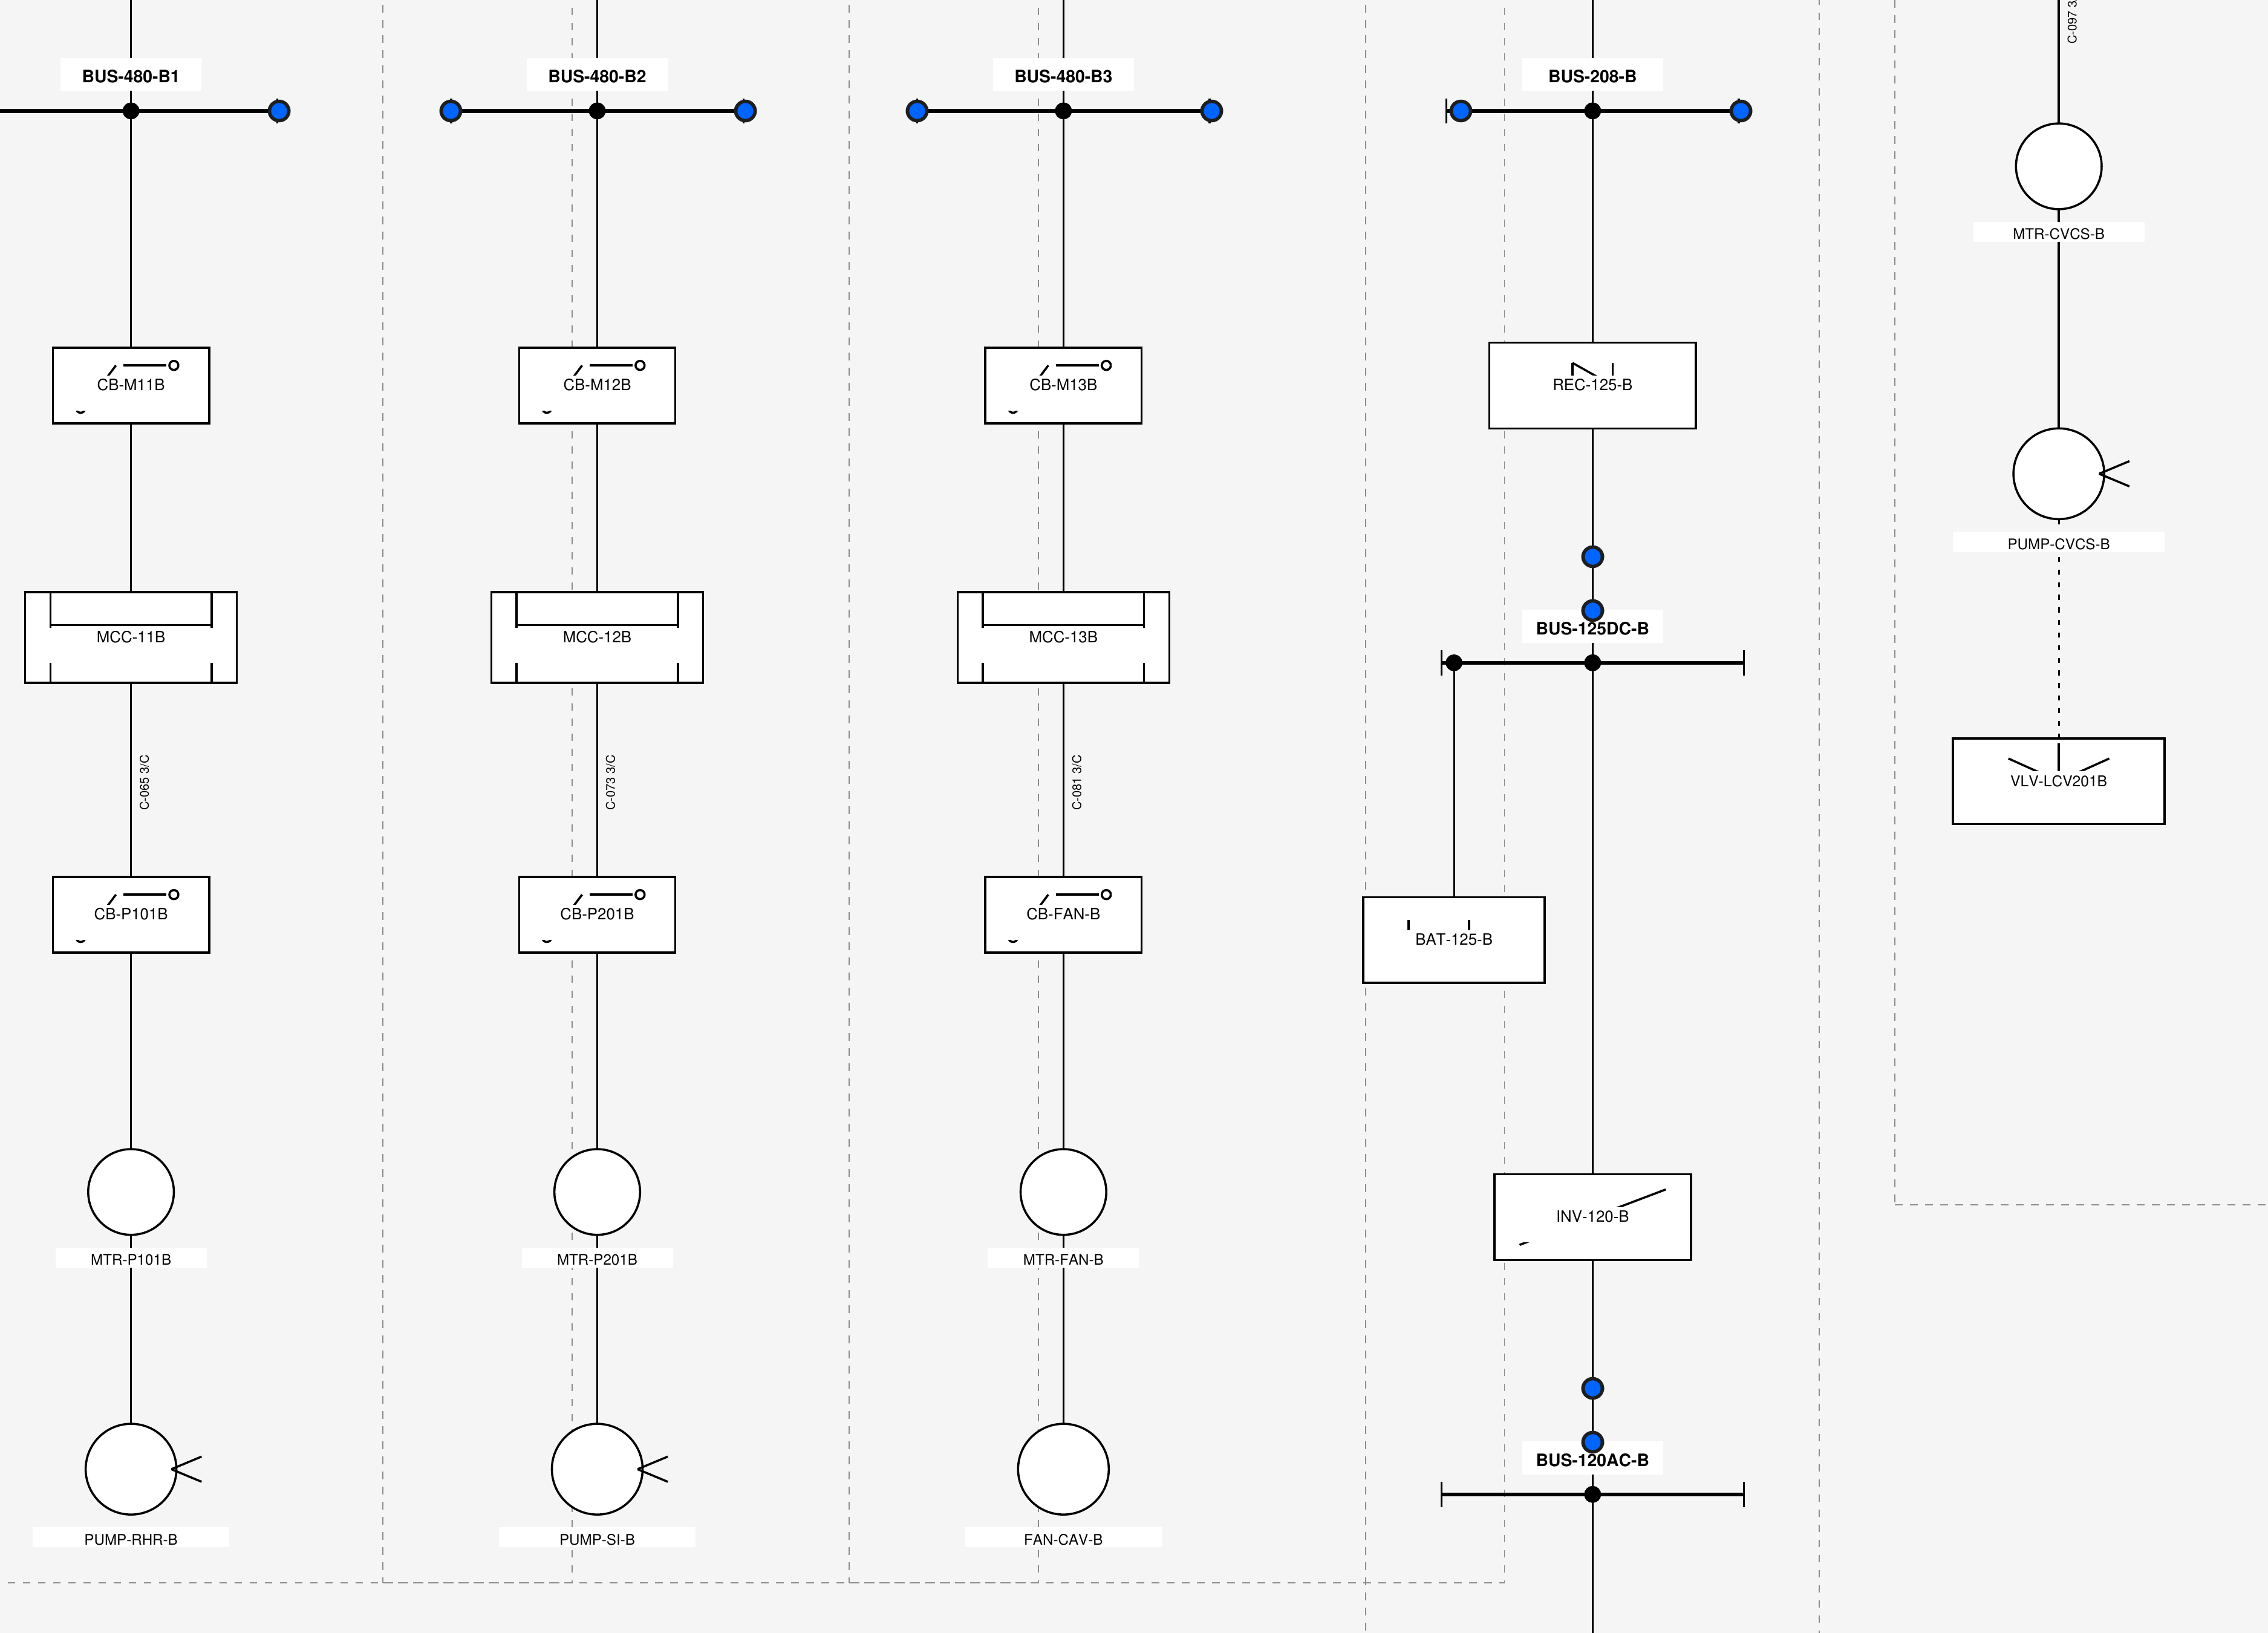 C-097 3
BUS-480-B1
BUS-480-B2
BUS-480-B3
BUS-208-B
MTR-CVCS-B
CB-M11B
CB-M12B
CB-M13B
REC-125-B
PUMP-CVCS-B
BUS-125DC-B
MCC-11B
MCC-12B
MCC-13B
C-065 3/C
C-073 3/C
C-081 3/C
VLV-LCV201B
CB-P101B
CB-P201B
CB-FAN-B
BAT-125-B
INV-120-B
MTR-P101B
MTR-P201B
MTR-FAN-B
BUS-120AC-B
PUMP-RHR-B
PUMP-SI-B
FAN-CAV-B